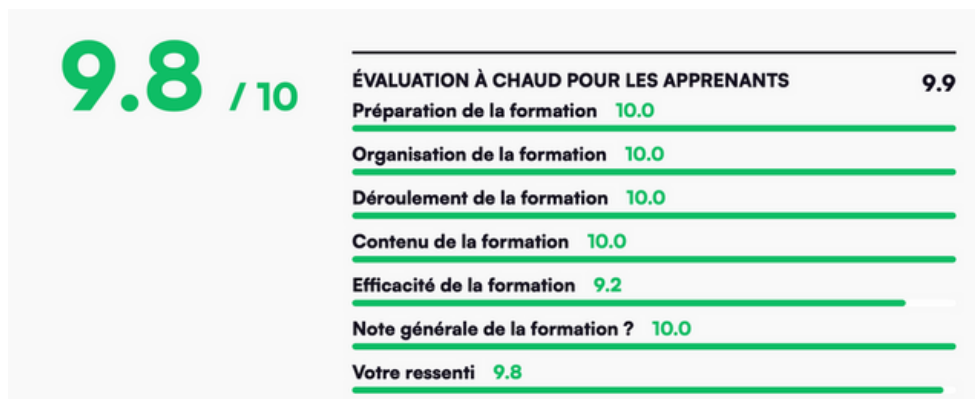 9.8 / 10
ÉVALUATION À CHAUD POUR LES APPRENANTS 9.9
Préparation de la formation 10.0
Organisation de la formation 10.0
Déroulement de la formation 10.0
Contenu de la formation 10.0
Efficacité de la formation 9.2
Note générale de la formation ? 10.0
Votre ressenti 9.8